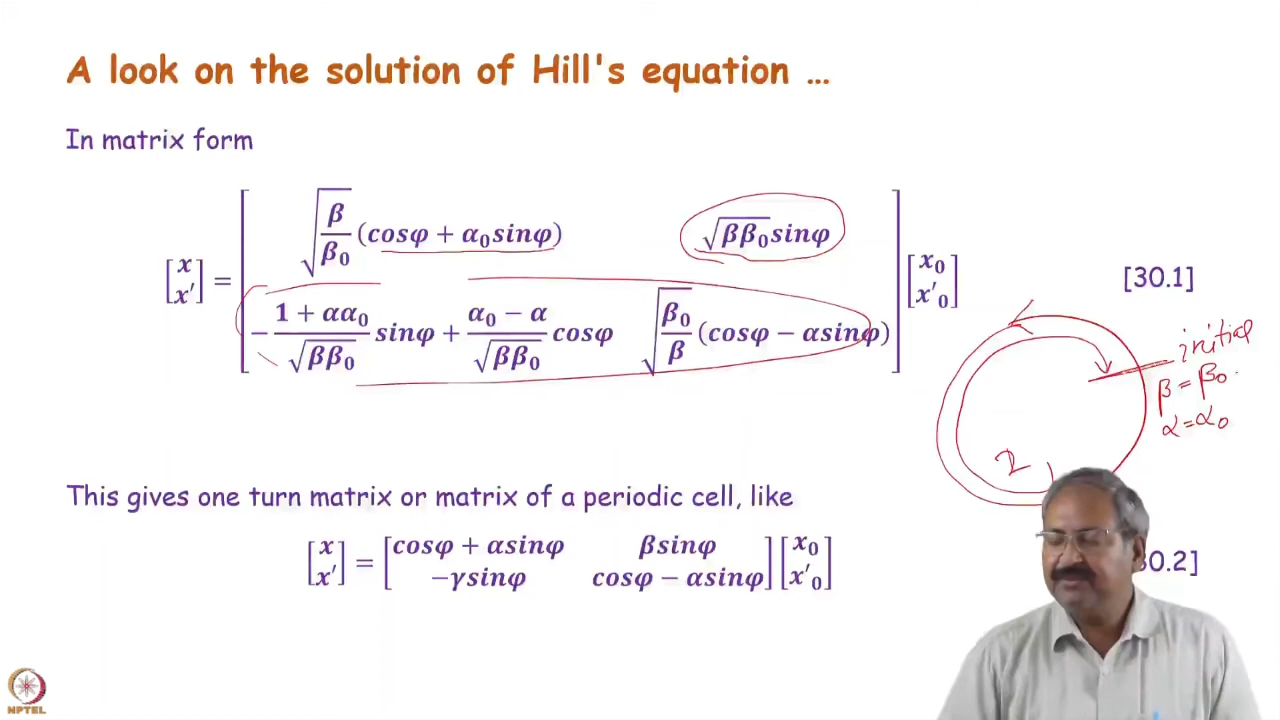 A look on the solution of Hill's equation …
In matrix form
[x x'] = [√(β/β₀)(cosφ + α₀sinφ) √(ββ₀)sinφ
−(1 + αα₀)/√(ββ₀) sinφ + (α₀ − α)/√(ββ₀) cosφ √(β₀/β)(cosφ − αsinφ)] [x₀ x'₀] [30.1]
initial
β = β₀
α = α₀
This gives one turn matrix or matrix of a periodic cell, like
[x x'] = [cosφ + αsinφ βsinφ
−γsinφ cosφ − αsinφ] [x₀ x'₀] 30.2]
NPTEL